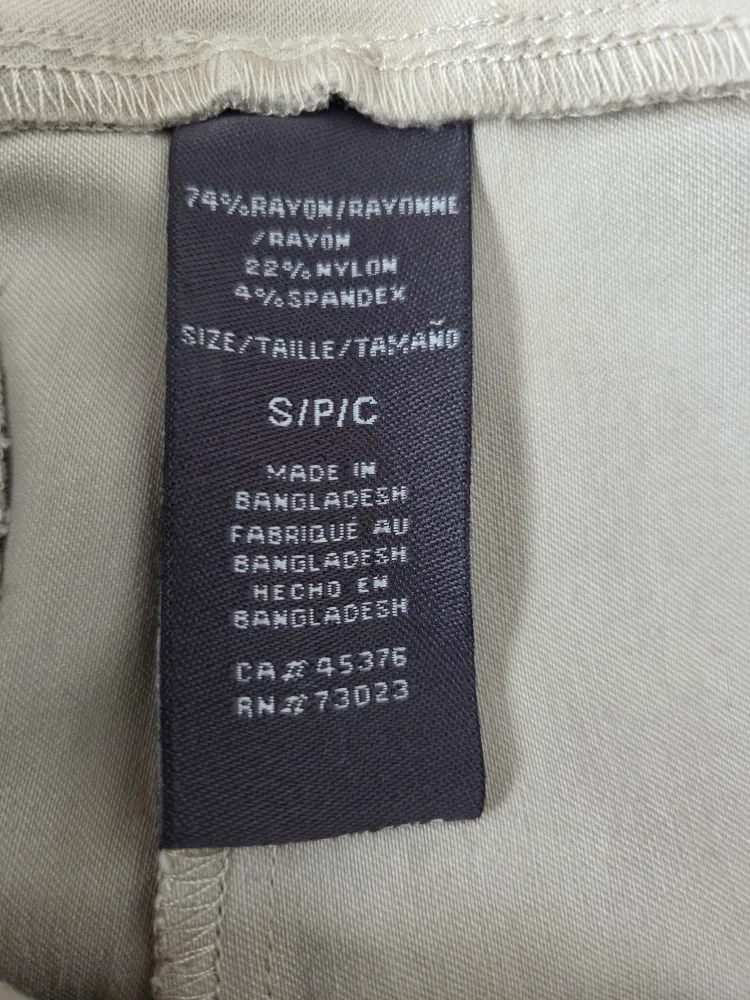 74%RAYON/RAYONNE
/RAYÓN
22%NYLON
4%SPANDEX
SIZE/TAILLE/TAMAÑO
S/P/C
MADE IN
BANGLADESH
FABRIQUÉ AU
BANGLADESH
HECHO EN
BANGLADESH
CA#45376
RN#73023